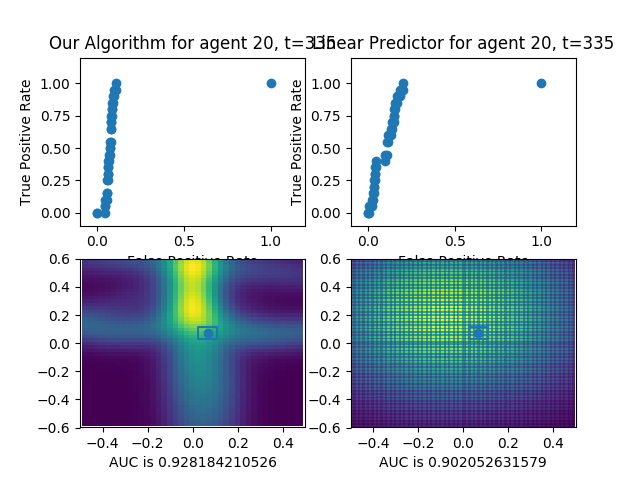 Our Algorithm for agent 20, t=335
Linear Predictor for agent 20, t=335
True Positive Rate
1.00
0.75
0.50
0.25
0.00
0.0 0.5 1.0
False Positive Rate
True Positive Rate
1.00
0.75
0.50
0.25
0.00
0.0 0.5 1.0
False Positive Rate
0.6
0.4
0.2
0.0
−0.2
−0.4
−0.6
−0.4 −0.2 0.0 0.2 0.4
AUC is 0.928184210526
0.6
0.4
0.2
0.0
−0.2
−0.4
−0.6
−0.4 −0.2 0.0 0.2 0.4
AUC is 0.902052631579